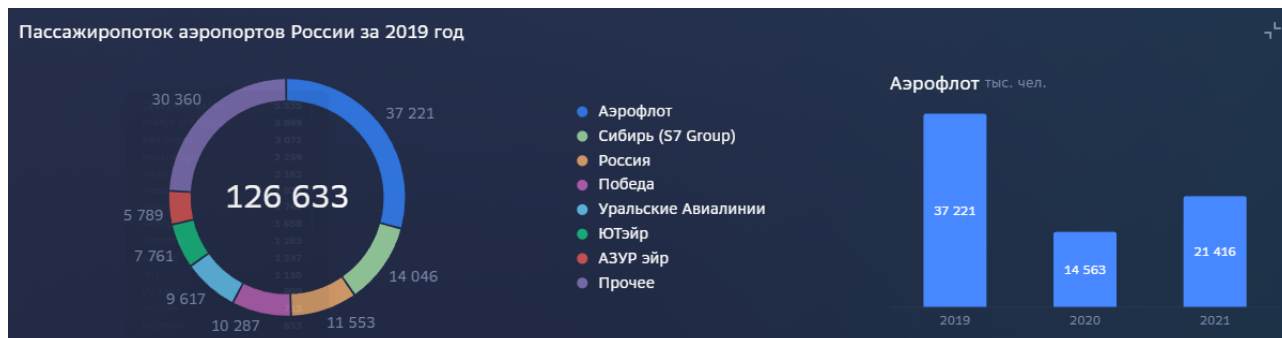 Пассажиропоток аэропортов России за 2019 год
30 360
37 221
126 633
5 789
7 761
9 617
10 287
11 553
14 046
Аэрофлот
Сибирь (S7 Group)
Россия
Победа
Уральские Авиалинии
ЮТэйр
АЗУР эйр
Прочее
Аэрофлот тыс. чел.
37 221
14 563
21 416
2019
2020
2021